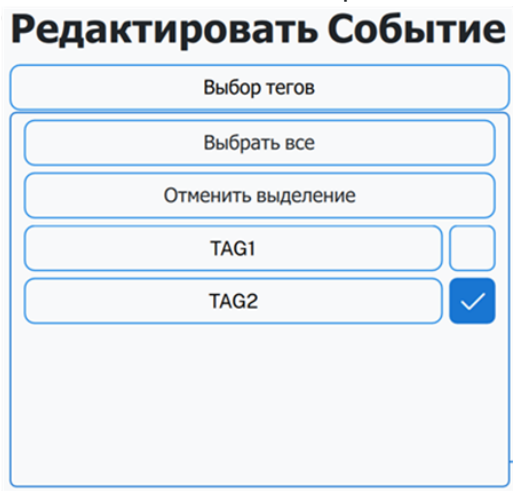 Редактировать Событие
Выбор тегов
Выбрать все
Отменить выделение
TAG1
TAG2